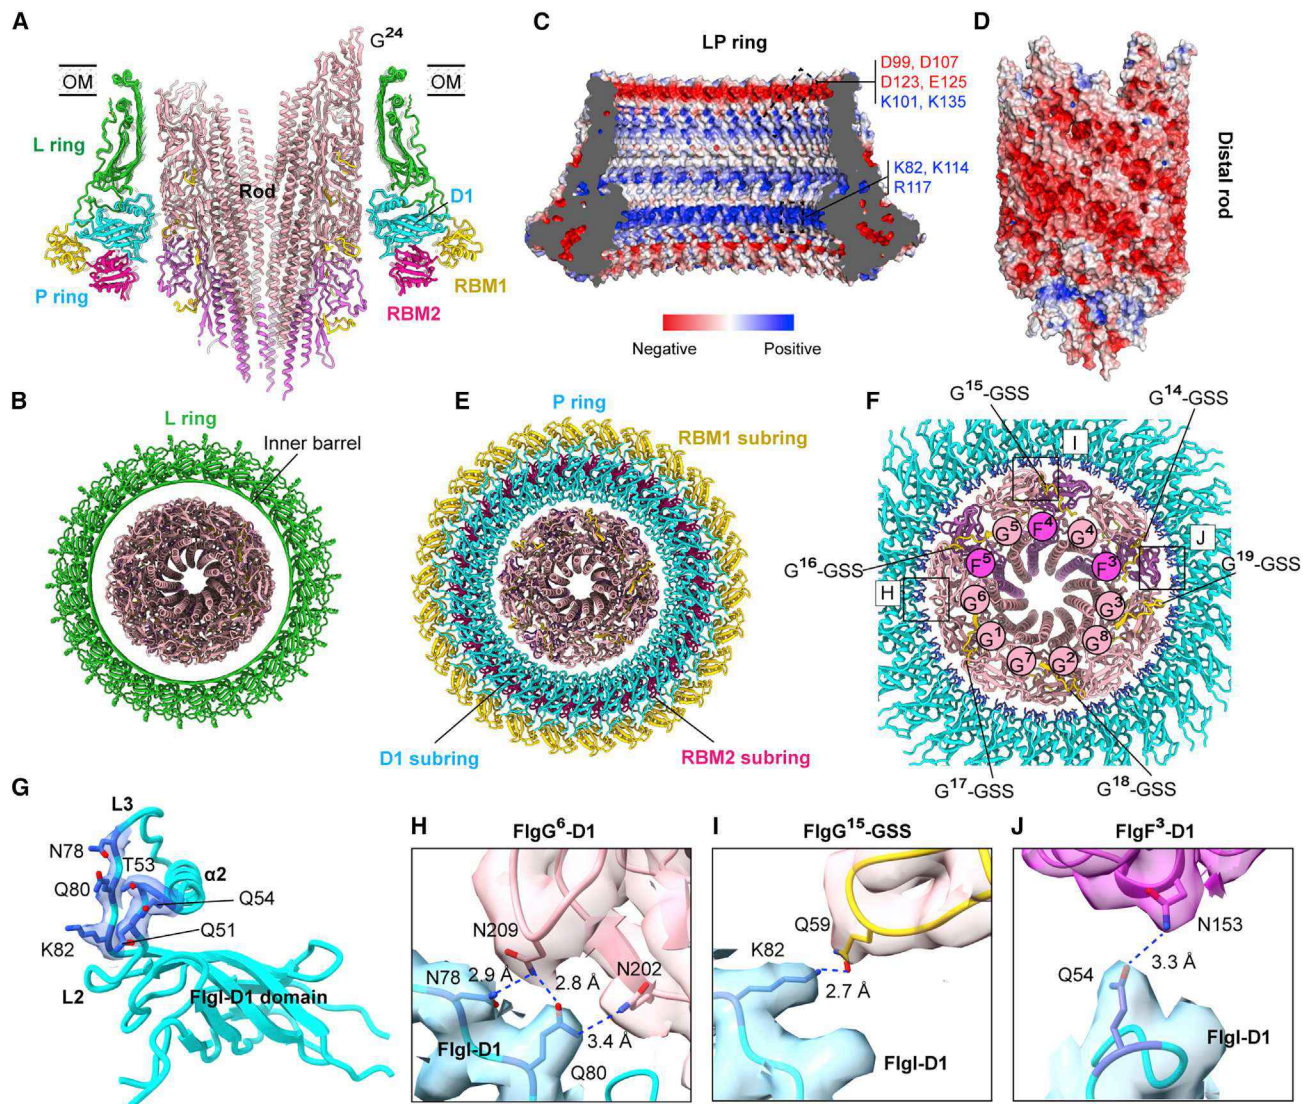 A
G24
OM
OM
L ring
Rod
D1
P ring
RBM1
RBM2
C
LP ring
D99, D107
D123, E125
K101, K135
K82, K114
R117
Negative
Positive
D
Distal rod
B
L ring
Inner barrel
E
P ring
RBM1 subring
D1 subring
RBM2 subring
F
G15-GSS
G14-GSS
I
J
G5
F4
G4
G16-GSS
F5
F3
G19-GSS
H
G6
G3
G1
G8
G7
G2
G17-GSS
G18-GSS
G
L3
N78
T53
α2
Q80
Q54
Q51
K82
L2
FlgI-D1 domain
H
FlgG6-D1
N209
N78
2.9 Å
2.8 Å
N202
3.4 Å
FlgI-D1
Q80
I
FlgG15-GSS
Q59
K82
2.7 Å
FlgI-D1
J
FlgF3-D1
N153
Q54
3.3 Å
FlgI-D1